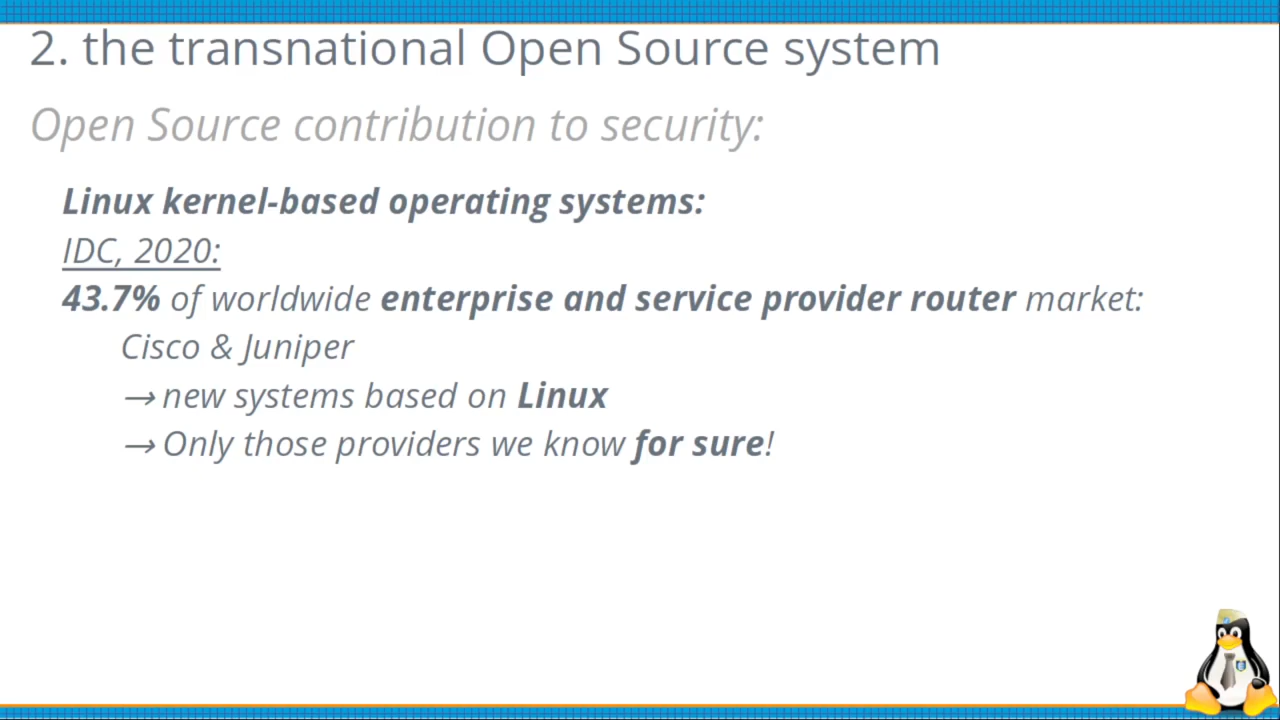 2. the transnational Open Source system
Open Source contribution to security:
Linux kernel-based operating systems:
IDC, 2020:
43.7% of worldwide enterprise and service provider router market:
Cisco & Juniper
→ new systems based on Linux
→ Only those providers we know for sure!